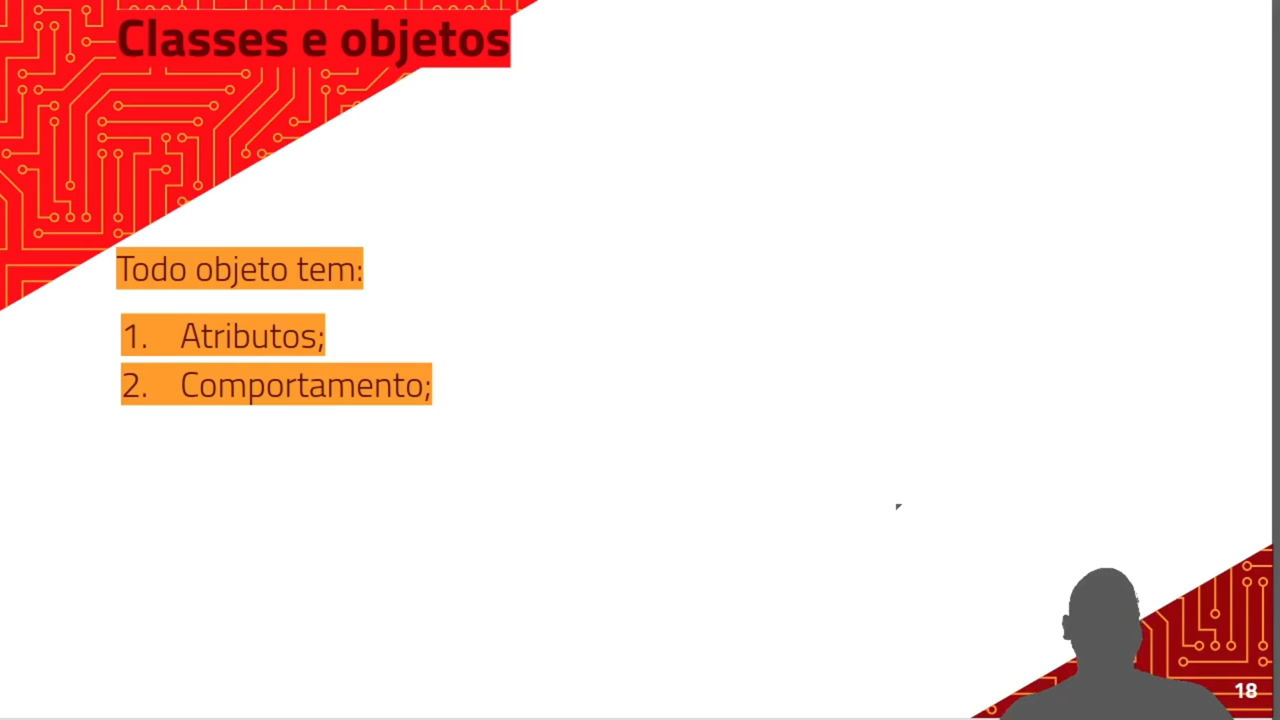 Classes e objetos
Todo objeto tem:
1. Atributos;
2. Comportamento;
18